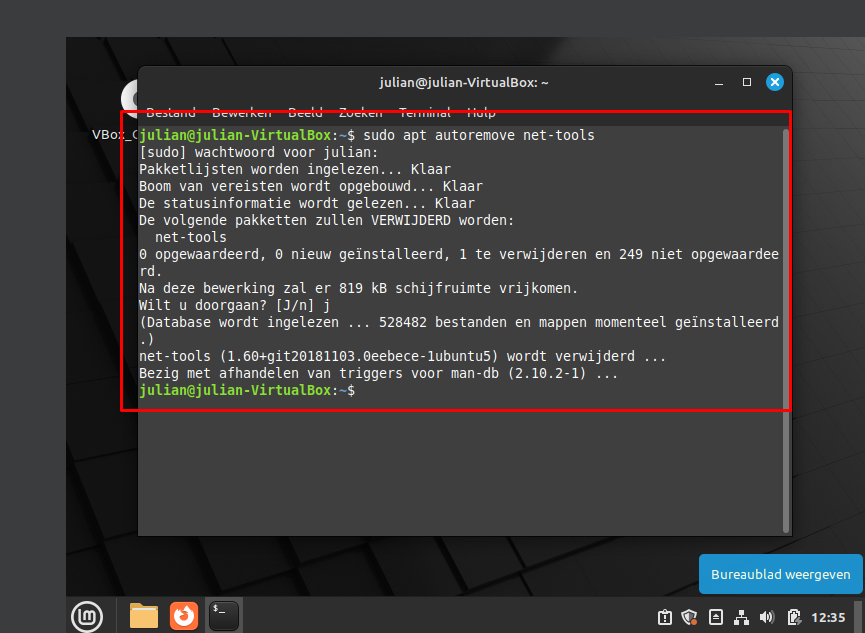 julian@julian-VirtualBox: ~
Bestand Bewerken Beeld Zoeken Terminal Help
VBox_
julian@julian-VirtualBox:~$ sudo apt autoremove net-tools
[sudo] wachtwoord voor julian:
Pakketlijsten worden ingelezen... Klaar
Boom van vereisten wordt opgebouwd... Klaar
De statusinformatie wordt gelezen... Klaar
De volgende pakketten zullen VERWIJDERD worden:
  net-tools
0 opgewaardeerd, 0 nieuw geïnstalleerd, 1 te verwijderen en 249 niet opgewaardee
rd.
Na deze bewerking zal er 819 kB schijfruimte vrijkomen.
Wilt u doorgaan? [J/n] j
(Database wordt ingelezen ... 528482 bestanden en mappen momenteel geïnstalleerd
.)
net-tools (1.60+git20181103.0eebece-1ubuntu5) wordt verwijderd ...
Bezig met afhandelen van triggers voor man-db (2.10.2-1) ...
julian@julian-VirtualBox:~$
Bureaublad weergeven
12:35